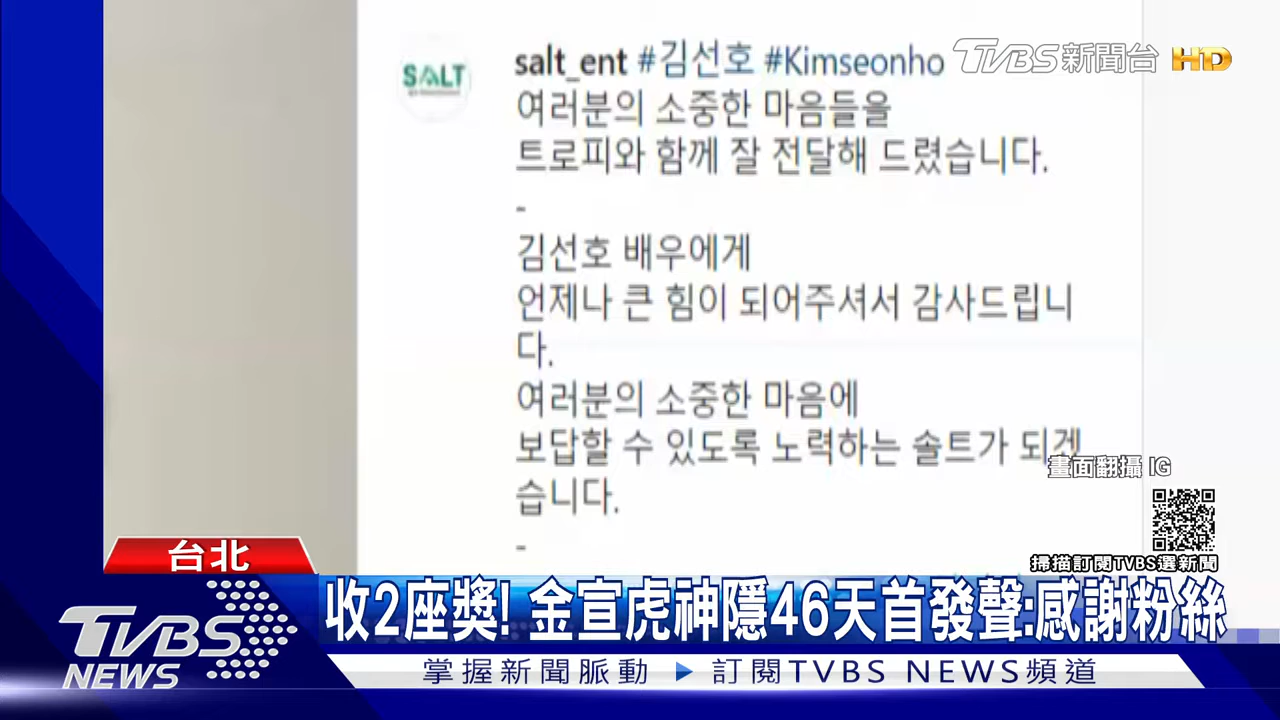 SALT
salt_ent #김선호 #Kimseonho
여러분의 소중한 마음들을
트로피와 함께 잘 전달해 드렸습니다.
-
김선호 배우에게
언제나 큰 힘이 되어주셔서 감사드립니
다.
여러분의 소중한 마음에
보답할 수 있도록 노력하는 솔트가 되겠
습니다.
-
TVBS新聞台 HD
畫面翻攝 IG
掃描訂閱TVBS選新聞
台北
收2座獎! 金宣虎神隱46天首發聲:感謝粉絲
TVBS
NEWS
掌握新聞脈動 ▶ 訂閱TVBS NEWS頻道